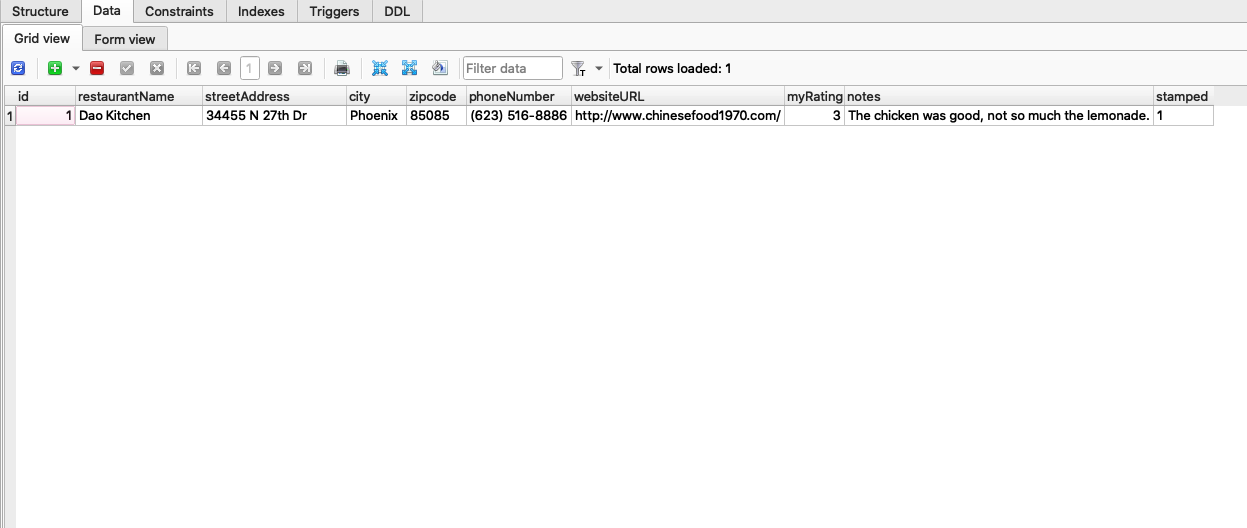 Structure Data Constraints Indexes Triggers DDL
Grid view Form view
1 Filter data T Total rows loaded: 1
id restaurantName streetAddress city zipcode phoneNumber websiteURL myRating notes stamped
1 1 Dao Kitchen 34455 N 27th Dr Phoenix 85085 (623) 516-8886 http://www.chinesefood1970.com/ 3 The chicken was good, not so much the lemonade. 1